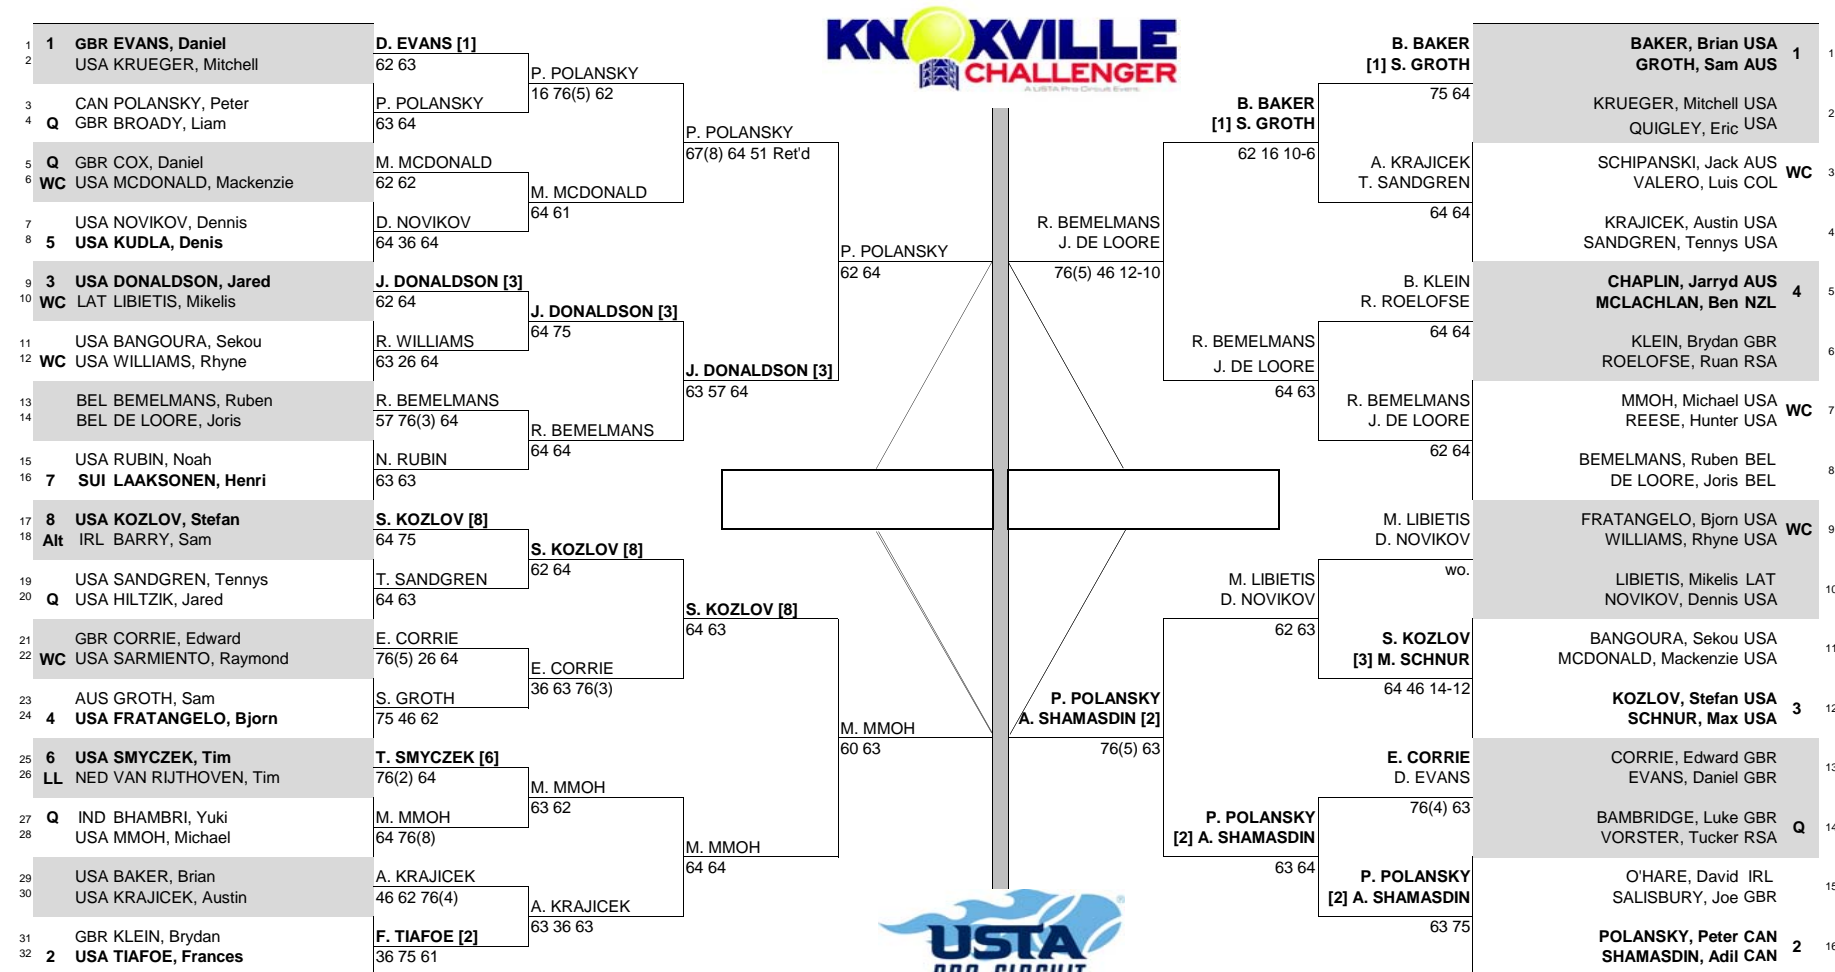 KNOXVILLE
CHALLENGER
A USTA Pro Circuit Event
1 1 GBR EVANS, Daniel
2 USA KRUEGER, Mitchell
3 CAN POLANSKY, Peter
4 Q GBR BROADY, Liam
5 Q GBR COX, Daniel
6 WC USA MCDONALD, Mackenzie
7 USA NOVIKOV, Dennis
8 5 USA KUDLA, Denis
9 3 USA DONALDSON, Jared
10 WC LAT LIBIETIS, Mikelis
11 USA BANGOURA, Sekou
12 WC USA WILLIAMS, Rhyne
13 BEL BEMELMANS, Ruben
14 BEL DE LOORE, Joris
15 USA RUBIN, Noah
16 7 SUI LAAKSONEN, Henri
17 8 USA KOZLOV, Stefan
18 Alt IRL BARRY, Sam
19 USA SANDGREN, Tennys
20 Q USA HILTZIK, Jared
21 GBR CORRIE, Edward
22 WC USA SARMIENTO, Raymond
23 AUS GROTH, Sam
24 4 USA FRATANGELO, Bjorn
25 6 USA SMYCZEK, Tim
26 LL NED VAN RIJTHOVEN, Tim
27 Q IND BHAMBRI, Yuki
28 USA MMOH, Michael
29 USA BAKER, Brian
30 USA KRAJICEK, Austin
31 GBR KLEIN, Brydan
32 2 USA TIAFOE, Frances
D. EVANS [1]
62 63
P. POLANSKY
63 64
M. MCDONALD
62 62
D. NOVIKOV
64 36 64
J. DONALDSON [3]
62 64
R. WILLIAMS
63 26 64
R. BEMELMANS
57 76(3) 64
N. RUBIN
63 63
S. KOZLOV [8]
64 75
T. SANDGREN
64 63
E. CORRIE
76(5) 26 64
S. GROTH
75 46 62
T. SMYCZEK [6]
76(2) 64
M. MMOH
64 76(8)
A. KRAJICEK
46 62 76(4)
F. TIAFOE [2]
36 75 61
P. POLANSKY
16 76(5) 62
M. MCDONALD
64 61
J. DONALDSON [3]
64 75
R. BEMELMANS
64 64
S. KOZLOV [8]
62 64
E. CORRIE
36 63 76(3)
M. MMOH
63 62
A. KRAJICEK
63 36 63
P. POLANSKY
67(8) 64 51 Ret'd
J. DONALDSON [3]
63 57 64
S. KOZLOV [8]
64 63
M. MMOH
64 64
P. POLANSKY
62 64
M. MMOH
60 63
R. BEMELMANS
J. DE LOORE
76(5) 46 12-10
P. POLANSKY
A. SHAMASDIN [2]
76(5) 63
B. BAKER
[1] S. GROTH
62 16 10-6
R. BEMELMANS
J. DE LOORE
64 63
M. LIBIETIS
D. NOVIKOV
62 63
P. POLANSKY
[2] A. SHAMASDIN
63 64
B. BAKER
[1] S. GROTH
75 64
A. KRAJICEK
T. SANDGREN
64 64
B. KLEIN
R. ROELOFSE
64 64
R. BEMELMANS
J. DE LOORE
62 64
M. LIBIETIS
D. NOVIKOV
wo.
S. KOZLOV
[3] M. SCHNUR
64 46 14-12
E. CORRIE
D. EVANS
76(4) 63
P. POLANSKY
[2] A. SHAMASDIN
63 75
BAKER, Brian USA
GROTH, Sam AUS 1 1
KRUEGER, Mitchell USA
QUIGLEY, Eric USA 2
SCHIPANSKI, Jack AUS
VALERO, Luis COL WC 3
KRAJICEK, Austin USA
SANDGREN, Tennys USA 4
CHAPLIN, Jarryd AUS
MCLACHLAN, Ben NZL 4 5
KLEIN, Brydan GBR
ROELOFSE, Ruan RSA 6
MMOH, Michael USA
REESE, Hunter USA WC 7
BEMELMANS, Ruben BEL
DE LOORE, Joris BEL 8
FRATANGELO, Bjorn USA
WILLIAMS, Rhyne USA WC 9
LIBIETIS, Mikelis LAT
NOVIKOV, Dennis USA 10
BANGOURA, Sekou USA
MCDONALD, Mackenzie USA 11
KOZLOV, Stefan USA
SCHNUR, Max USA 3 12
CORRIE, Edward GBR
EVANS, Daniel GBR 13
BAMBRIDGE, Luke GBR
VORSTER, Tucker RSA Q 14
O'HARE, David IRL
SALISBURY, Joe GBR 15
POLANSKY, Peter CAN
SHAMASDIN, Adil CAN 2 16
USTA
PRO CIRCUIT